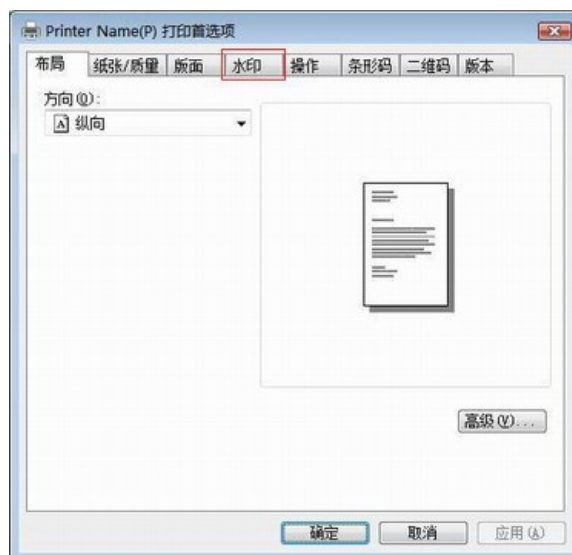 Printer Name(P) 打印首选项
布局 纸张/质量 版面 水印 操作 条形码 二维码 版本
方向(O):
A 纵向
高级(V)...
确定 取消 应用(A)